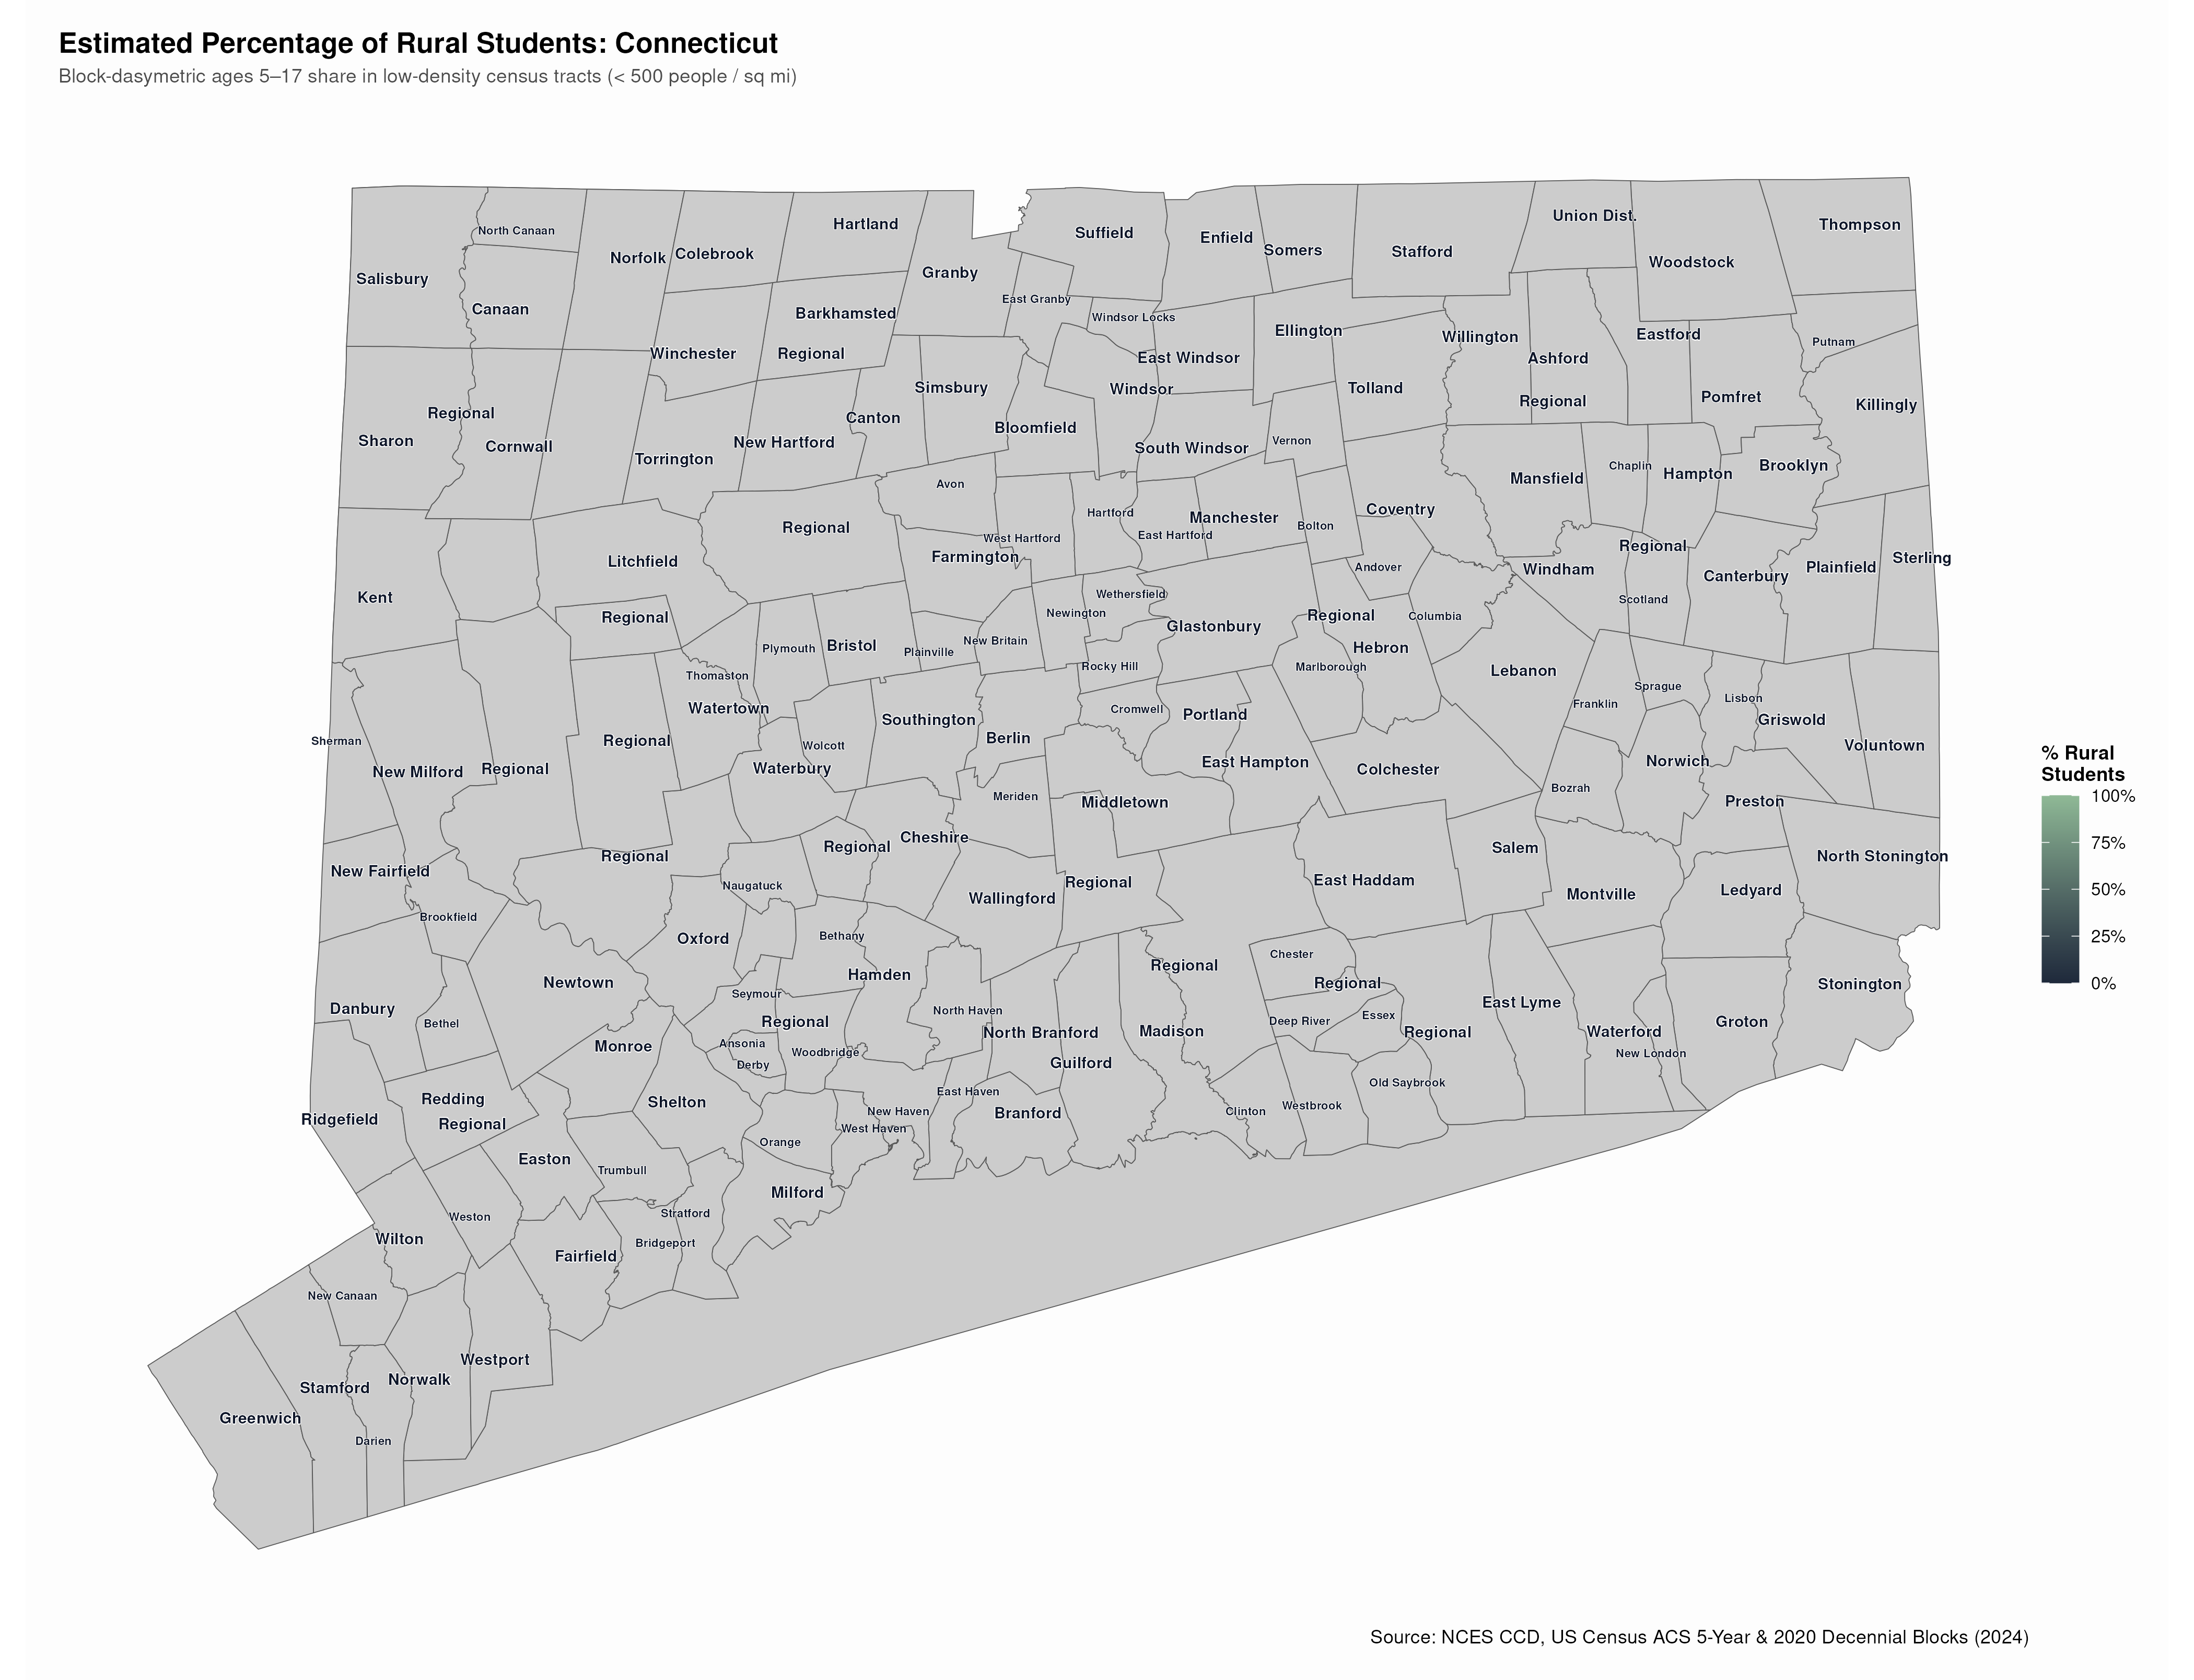 Estimated Percentage of Rural Students: Connecticut
Block-dasymetric ages 5–17 share in low-density census tracts (< 500 people / sq mi)
North Canaan
Hartland
Suffield
Enfield
Somers
Stafford
Union Dist.
Thompson
Salisbury
Norfolk
Colebrook
Granby
Woodstock
Canaan
Barkhamsted
East Granby
Windsor Locks
Ellington
Willington
Eastford
Putnam
Winchester
Regional
East Windsor
Ashford
Simsbury
Windsor
Tolland
Regional
Pomfret
Killingly
Regional
Canton
Bloomfield
Sharon
Cornwall
New Hartford
South Windsor
Vernon
Torrington
Mansfield
Chaplin
Hampton
Brooklyn
Avon
Regional
Hartford
Manchester
Bolton
Coventry
West Hartford
East Hartford
Regional
Litchfield
Farmington
Andover
Windham
Canterbury
Plainfield
Sterling
Kent
Regional
Wethersfield
Newington
Glastonbury
Regional
Columbia
Scotland
Plymouth
Bristol
Plainville
New Britain
Rocky Hill
Marlborough
Hebron
Lebanon
Thomaston
Watertown
Southington
Cromwell
Portland
Franklin
Sprague
Lisbon
Griswold
Sherman
New Milford
Regional
Regional
Wolcott
Waterbury
Berlin
East Hampton
Colchester
Norwich
Voluntown
Bozrah
Meriden
Middletown
Preston
Cheshire
Regional
Regional
Salem
North Stonington
New Fairfield
Naugatuck
Wallingford
Regional
East Haddam
Montville
Ledyard
Brookfield
Oxford
Bethany
Chester
Regional
Newtown
Hamden
Regional
Stonington
Danbury
Bethel
Seymour
Regional
North Haven
Deep River
Essex
East Lyme
Groton
Monroe
Ansonia
Derby
Woodbridge
North Branford
Madison
Regional
Waterford
New London
Guilford
Redding
Regional
Ridgefield
Shelton
East Haven
New Haven
West Haven
Branford
Clinton
Westbrook
Old Saybrook
Orange
Easton
Trumbull
Milford
Weston
Stratford
Wilton
Fairfield
Bridgeport
New Canaan
Westport
Norwalk
Stamford
Greenwich
Darien
% Rural
Students
100%
75%
50%
25%
0%
Source: NCES CCD, US Census ACS 5-Year & 2020 Decennial Blocks (2024)